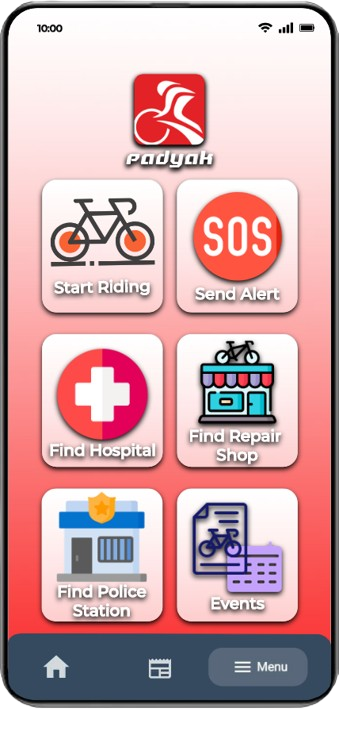 10:00
Padyak
Start Riding
SOS
Send Alert
Find Hospital
Find Repair
Shop
Find Police
Station
Events
Menu